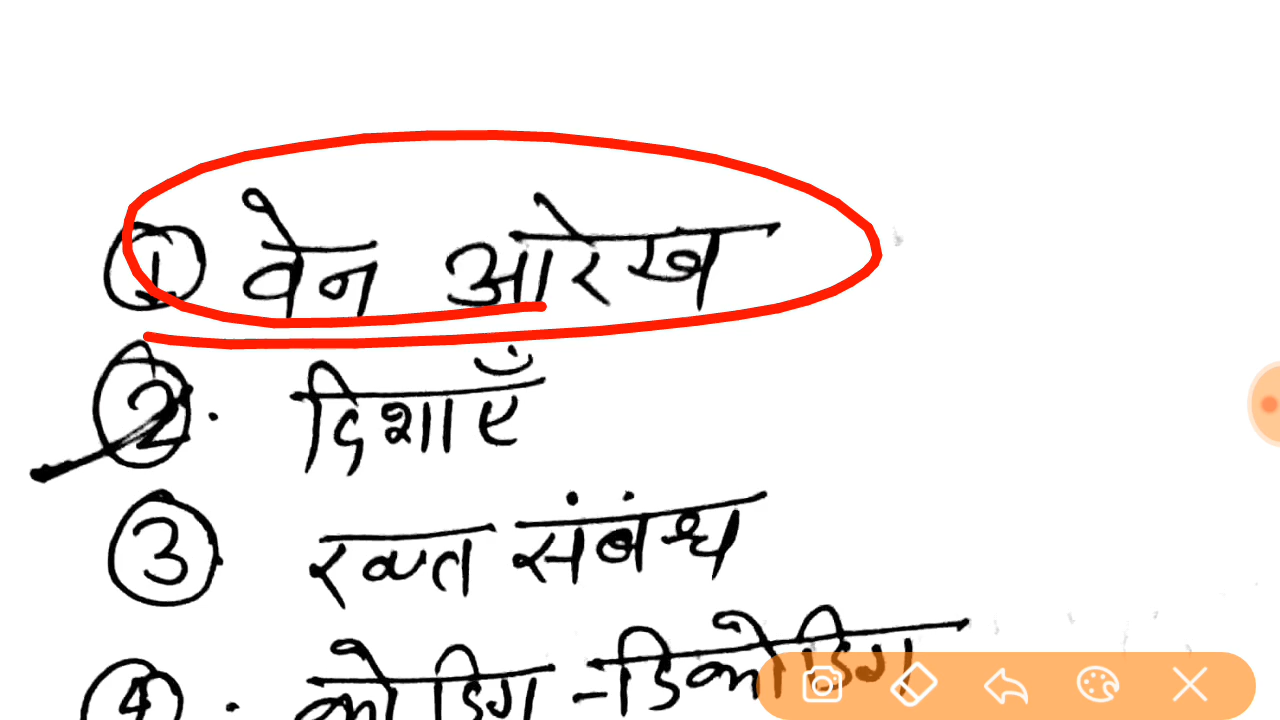 ① वेन आरेख
②. दिशाएँ
③ रक्त संबंध
④. कोडिंग -डिकोडिंग